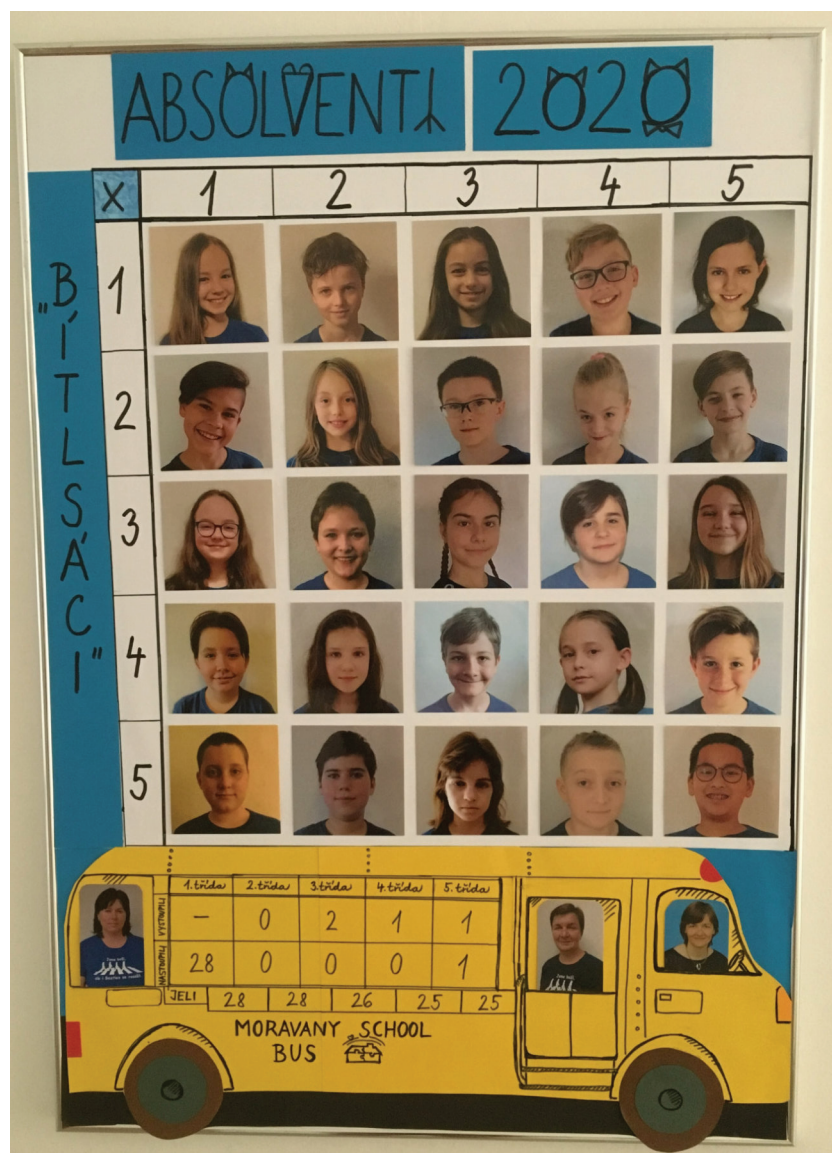 ABSOLVENTI 2020
X 1 2 3 4 5
1
2
3
4
5
"BÍTLSÁCI"
1.třída 2.třída 3.třída 4.třída 5.třída
VYSTOUPILI – 0 2 1 1
NASTOUPILI 28 0 0 0 1
JELI 28 28 26 25 25
MORAVANY SCHOOL
BUS